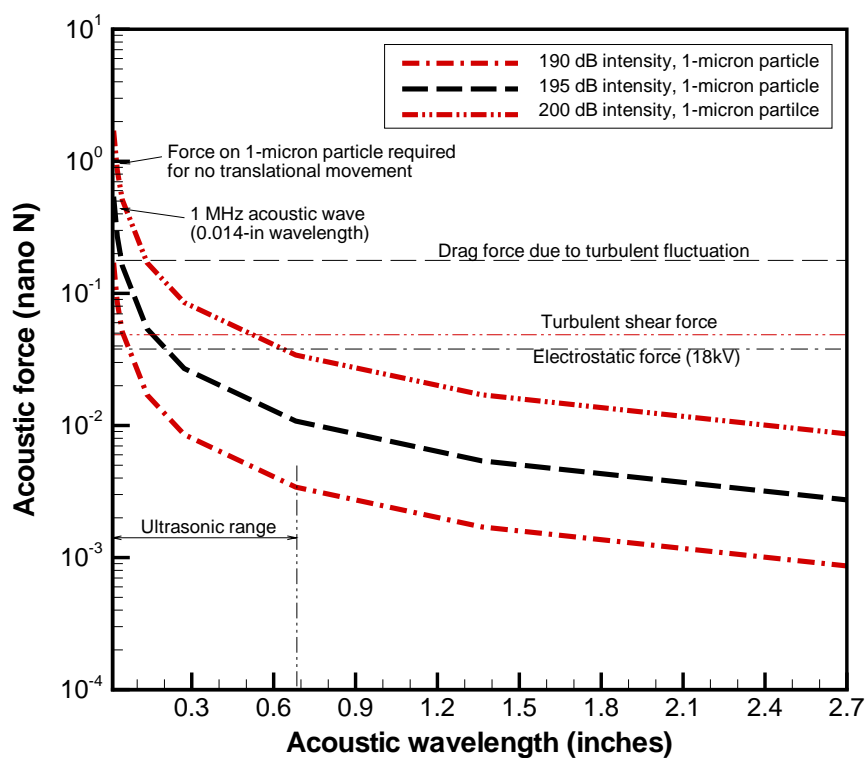 10^1
10^0
10^-1
10^-2
10^-3
10^-4
Acoustic force (nano N)
190 dB intensity, 1-micron particle
195 dB intensity, 1-micron particle
200 dB intensity, 1-micron partilce
Force on 1-micron particle required
for no translational movement
1 MHz acoustic wave
(0.014-in wavelength)
Drag force due to turbulent fluctuation
Turbulent shear force
Electrostatic force (18kV)
Ultrasonic range
0.3 0.6 0.9 1.2 1.5 1.8 2.1 2.4 2.7
Acoustic wavelength (inches)